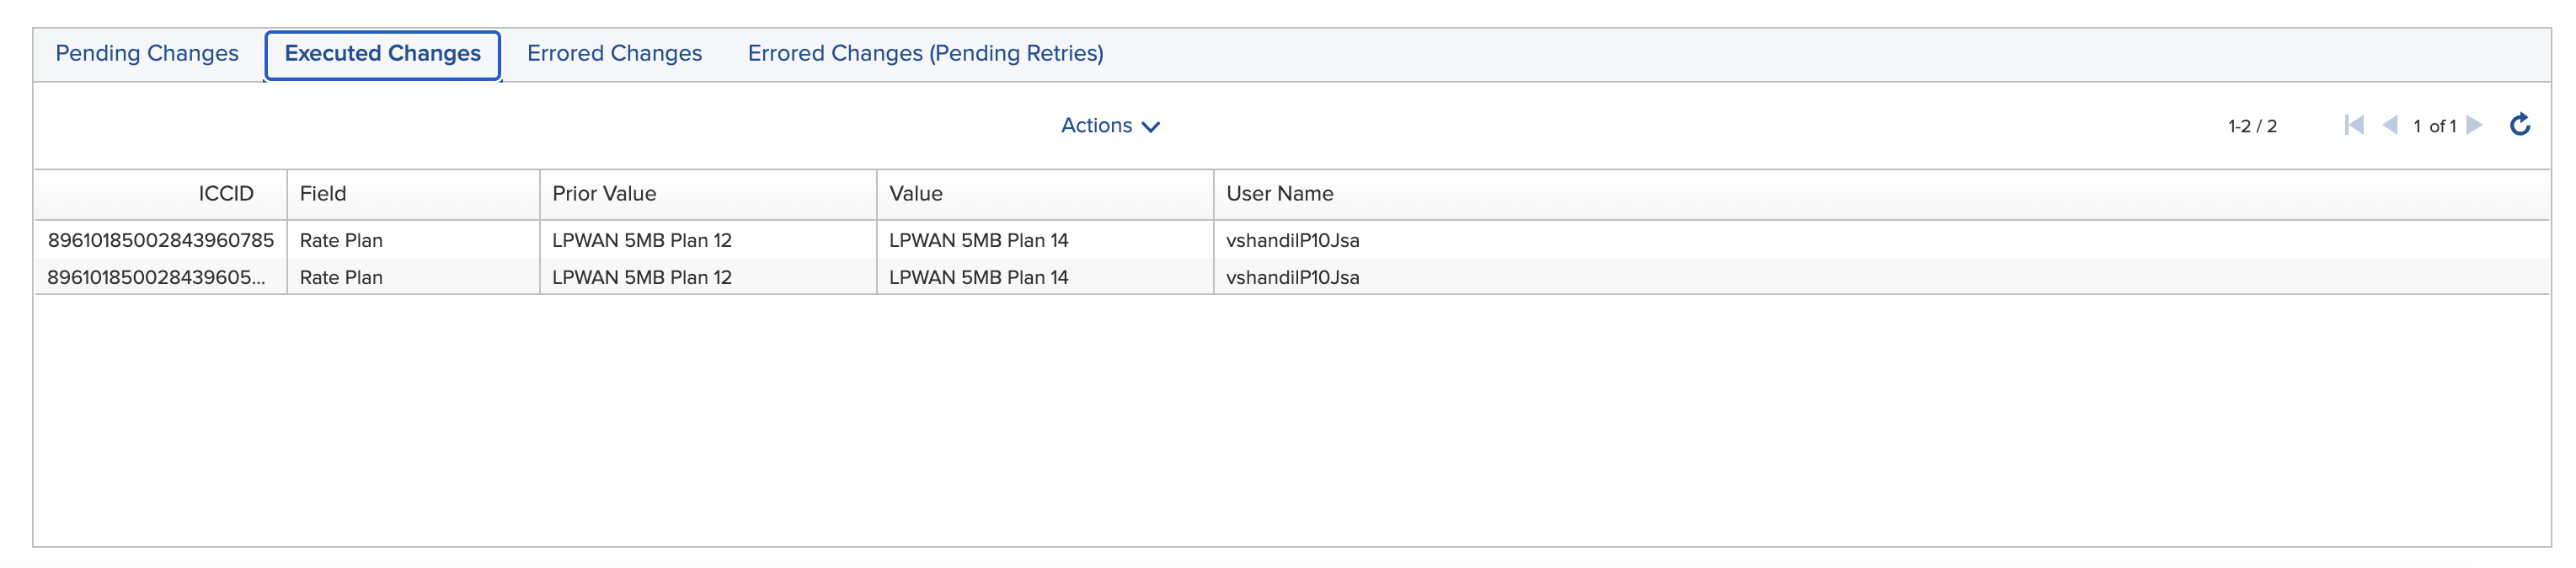 Pending Changes Executed Changes Errored Changes Errored Changes (Pending Retries)
Actions 1-2 / 2 1 of 1
ICCID Field Prior Value Value User Name
89610185002843960785 Rate Plan LPWAN 5MB Plan 12 LPWAN 5MB Plan 14 vshandilP10Jsa
896101850028439605... Rate Plan LPWAN 5MB Plan 12 LPWAN 5MB Plan 14 vshandilP10Jsa